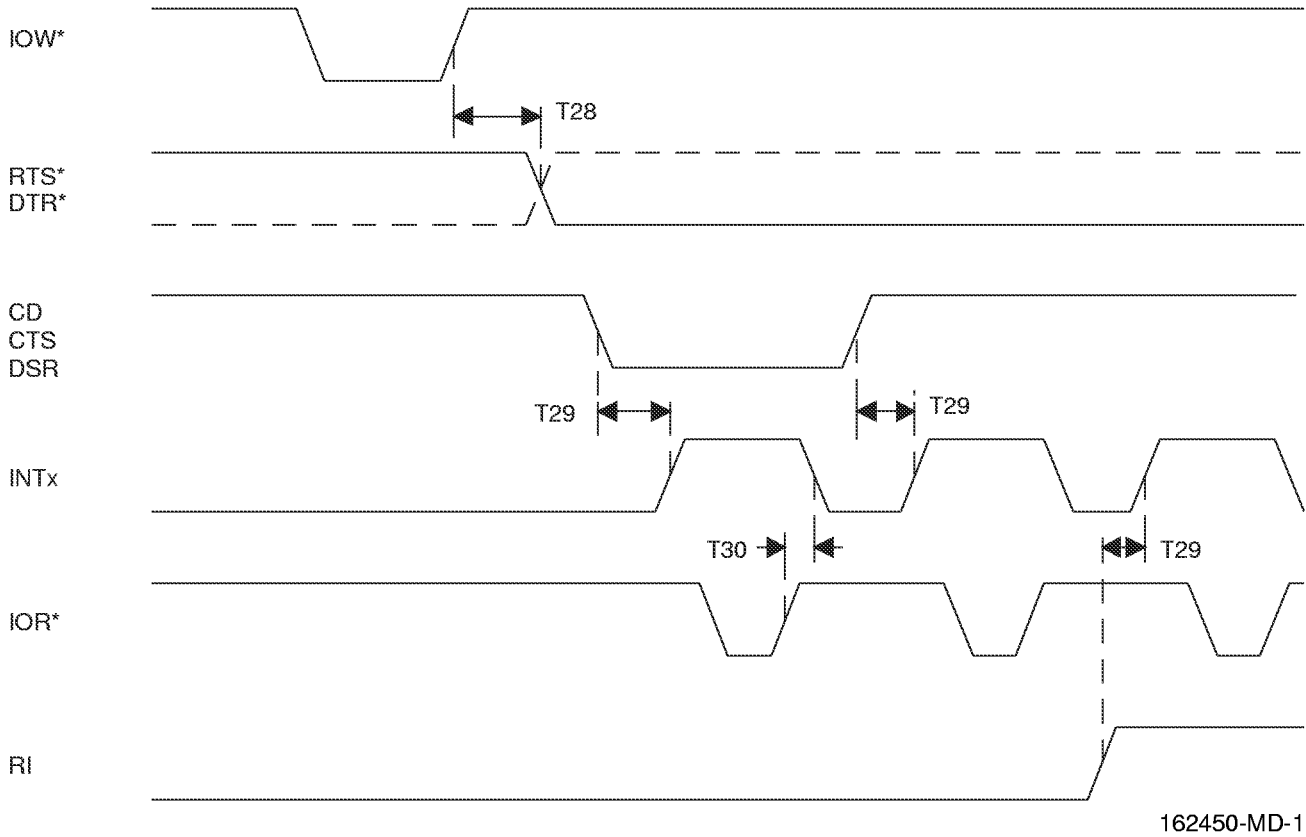 IOW*
T28
RTS*
DTR*
CD
CTS
DSR
T29
T29
INTx
T30
T29
IOR*
RI
162450-MD-1